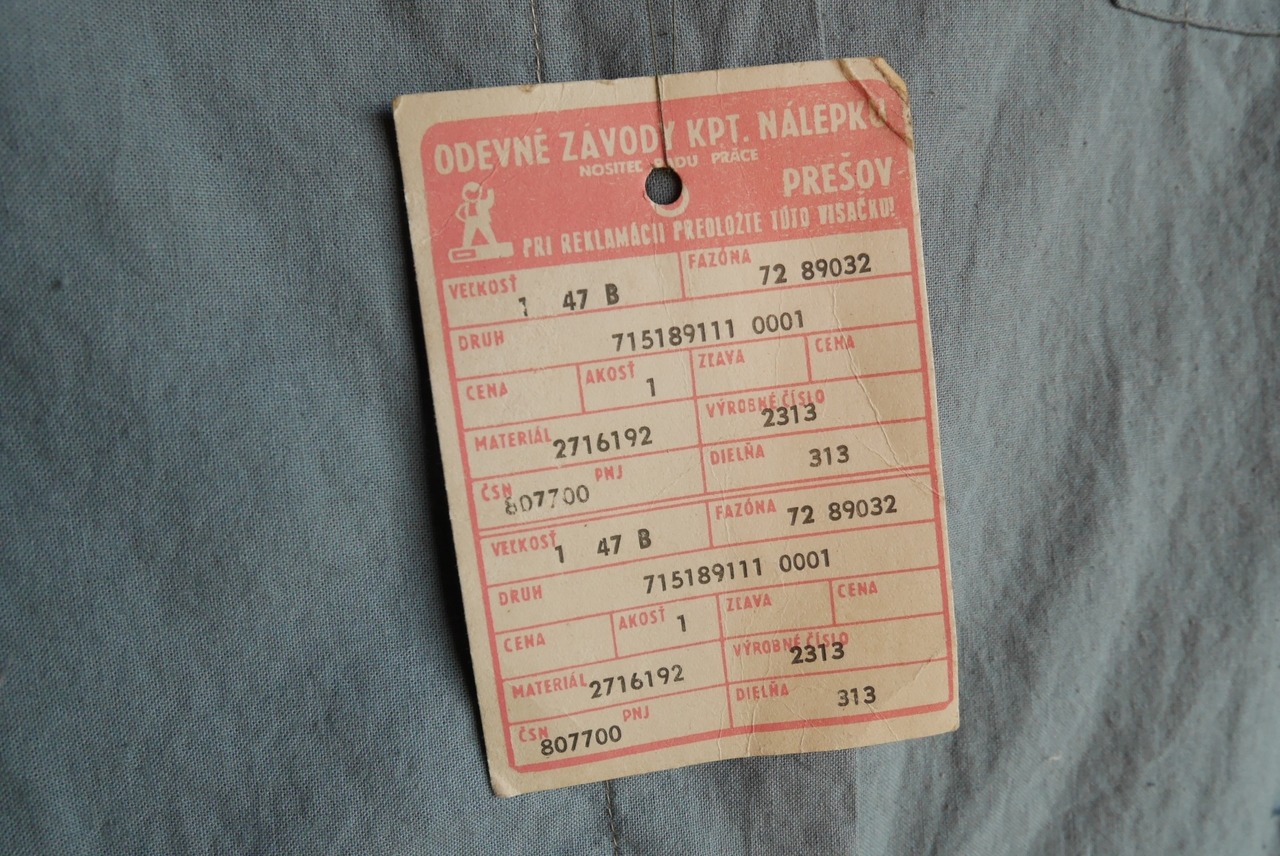 ODEVNÉ ZÁVODY KPT. NÁLEPKU
NOSITEĽ RADU PRÁCE
PREŠOV
PRI REKLAMÁCII PREDLOŽTE TÚTO VISAČKU!
VEĽKOSŤ 1 47 B FAZÓNA 72 89032
DRUH 715189111 0001
CENA AKOSŤ 1 ZĽAVA CENA
MATERIÁL 2716192 VÝROBNÉ ČÍSLO 2313
ČSN 807700 PNJ DIELŇA 313
VEĽKOSŤ 1 47 B FAZÓNA 72 89032
DRUH 715189111 0001
CENA AKOSŤ 1 ZĽAVA CENA
MATERIÁL 2716192 VÝROBNÉ ČÍSLO 2313
ČSN 807700 PNJ DIELŇA 313